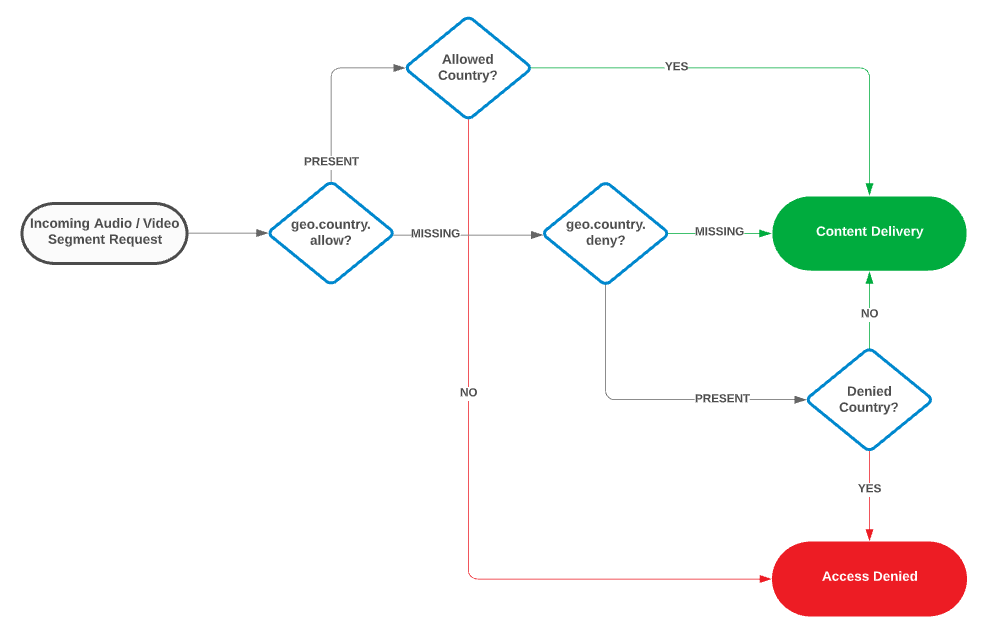 Allowed
Country?
YES
PRESENT
Incoming Audio / Video
Segment Request
geo.country.
allow?
MISSING
geo.country.
deny?
MISSING
Content Delivery
NO
NO
PRESENT
Denied
Country?
YES
Access Denied